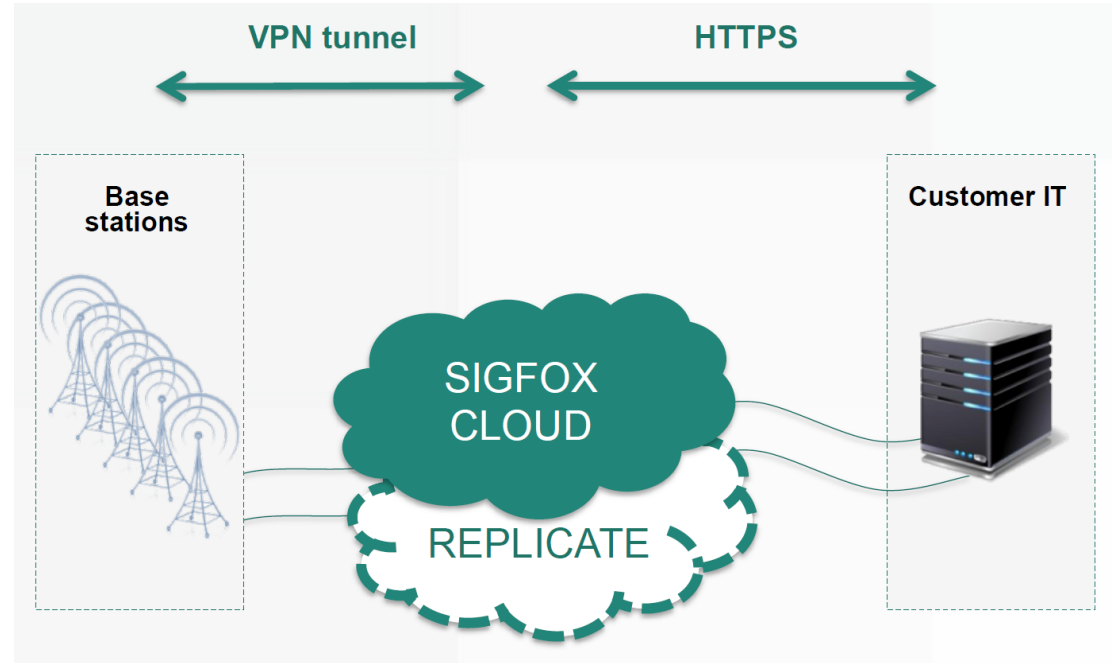 VPN tunnel
HTTPS
Base
stations
Customer IT
SIGFOX
CLOUD
REPLICATE